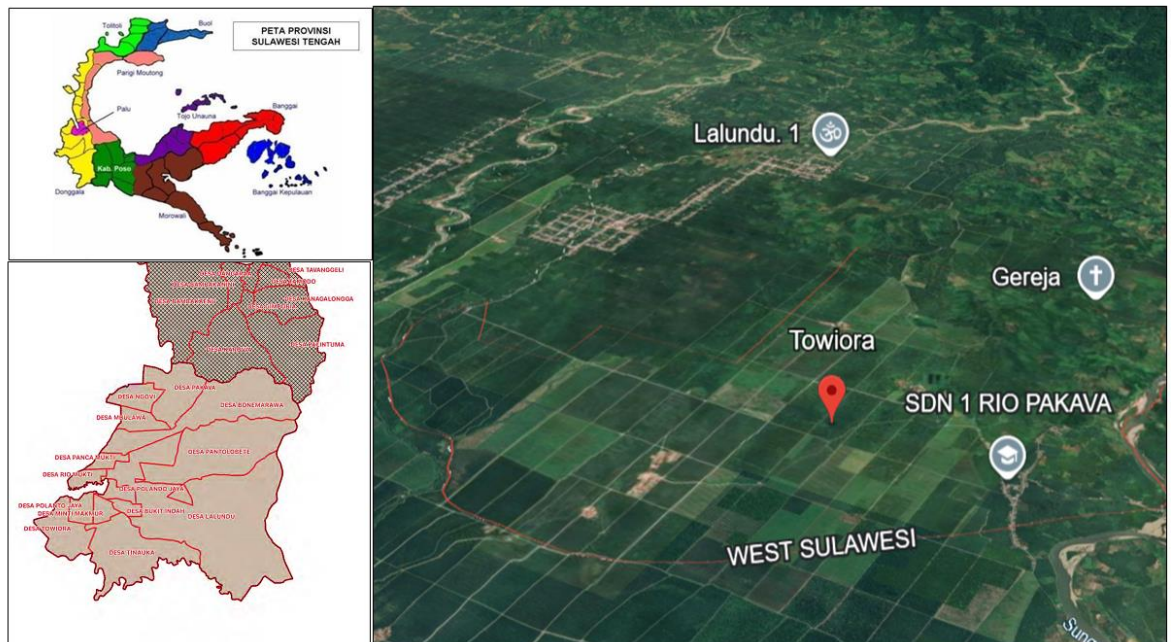 PETA PROVINSI
SULAWESI TENGAH
Tolitoli
Buol
Parigi Moutong
Palu
Tojo Unauna
Banggai
Kab. Poso
Donggala
Banggai Kepulauan
Morowali
DESA TAVANGGELI
DESA NGOVI
DESA PAKAVA
DESA BONEMARAWA
DESA MBULAWA
DESA PANCA MUKTI
DESA PANTOLOBETE
DESA RIO MUKTI
DESA POLANDO JAYA
DESA POLANTO JAYA
DESA MINTI MAKMUR
DESA BUKIT INDAH
DESA LALUNDU
DESA TOWIORA
DESA TINAUKA
Lalundu. 1
Gereja
Towiora
SDN 1 RIO PAKAVA
WEST SULAWESI